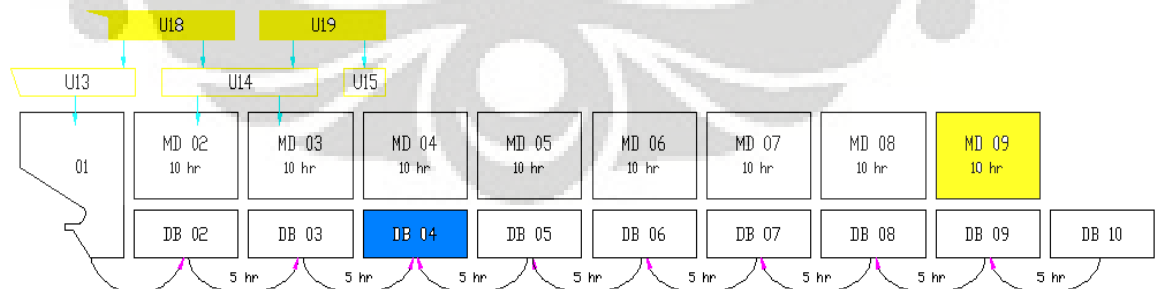 U18 U19
U13 U14 U15
01 MD 02 MD 03 MD 04 MD 05 MD 06 MD 07 MD 08 MD 09
10 hr 10 hr 10 hr 10 hr 10 hr 10 hr 10 hr 10 hr
DB 02 DB 03 DB 04 DB 05 DB 06 DB 07 DB 08 DB 09 DB 10
5 hr 5 hr 5 hr 5 hr 5 hr 5 hr 5 hr 5 hr